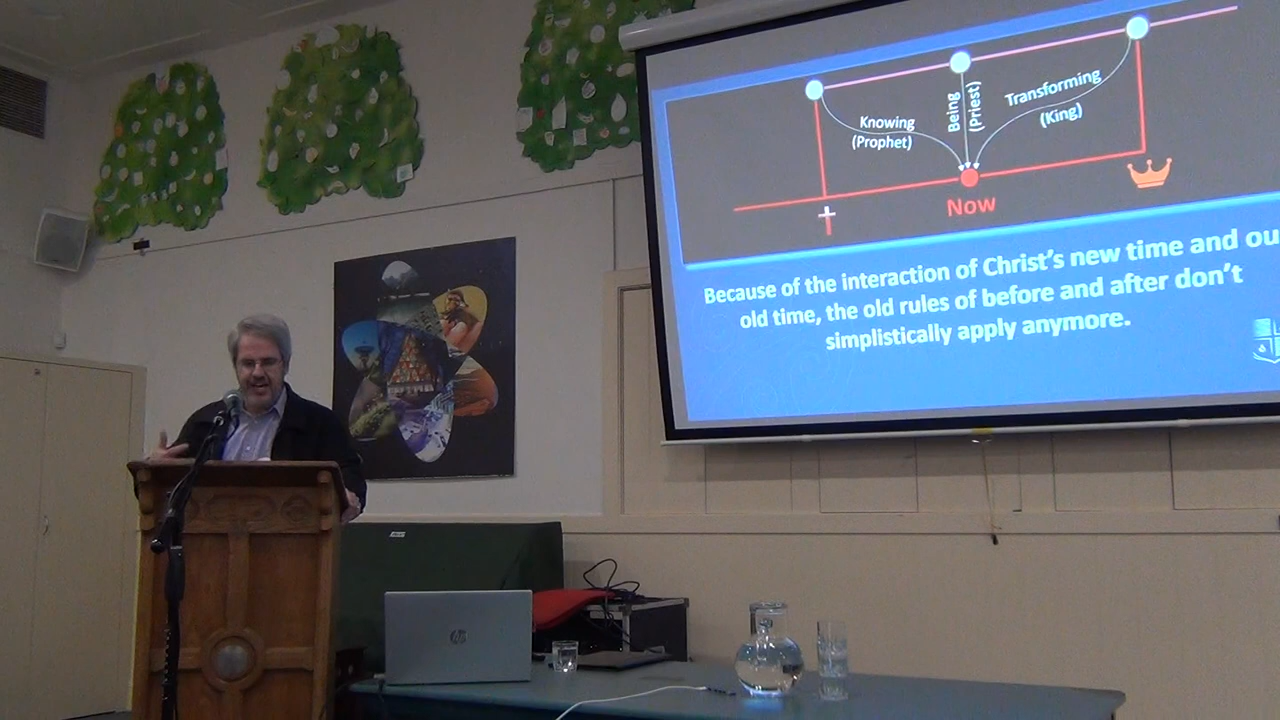 Knowing
(Prophet)
Being
(Priest)
Transforming
(King)
Now
Because of the interaction of Christ's new time and ou
old time, the old rules of before and after don't
simplistically apply anymore.
hp